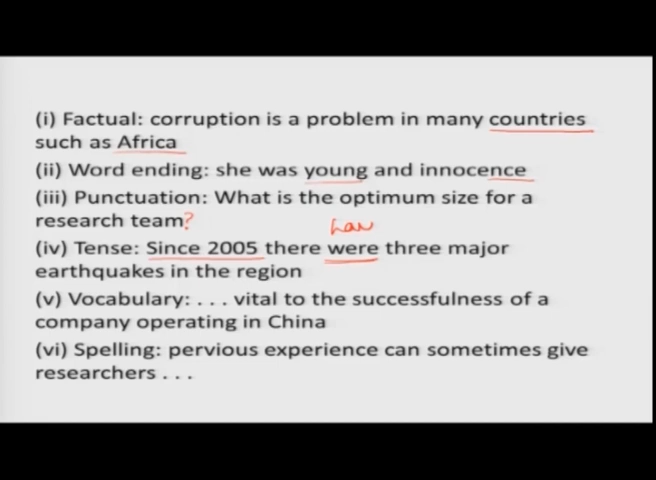 (i) Factual: corruption is a problem in many countries
such as Africa
(ii) Word ending: she was young and innocence
(iii) Punctuation: What is the optimum size for a
research team?
(iv) Tense: Since 2005 there were three major
earthquakes in the region
(v) Vocabulary: . . . vital to the successfulness of a
company operating in China
(vi) Spelling: pervious experience can sometimes give
researchers . . .